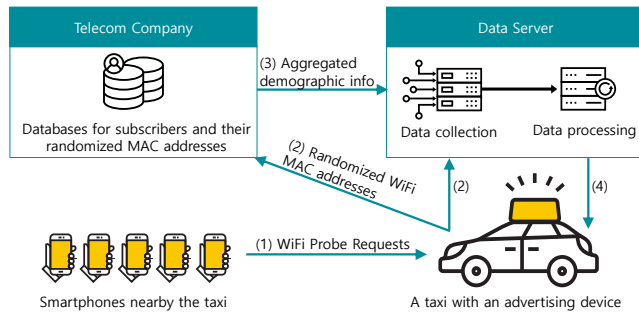 Telecom Company
Data Server
(3) Aggregated
demographic info
Databases for subscribers and their
randomized MAC addresses
Data collection
Data processing
(2) Randomized WiFi
MAC addresses
(2)
(4)
(1) WiFi Probe Requests
Smartphones nearby the taxi
A taxi with an advertising device